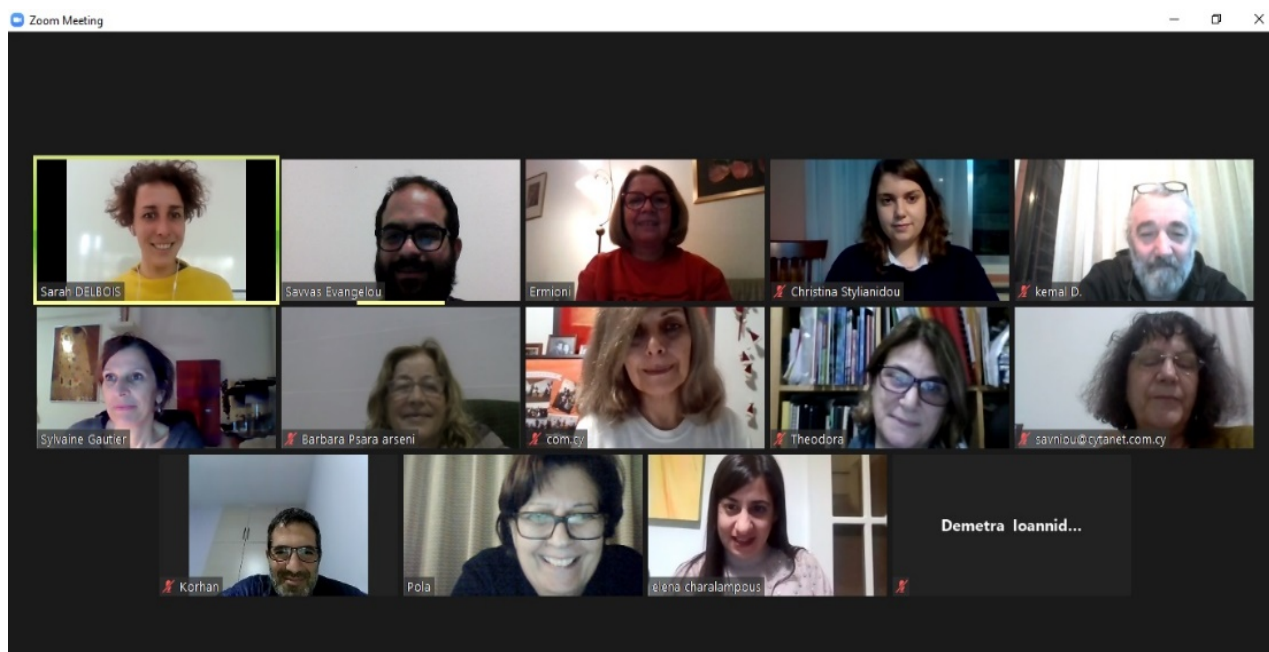 Zoom Meeting
Sarah DELBOIS
Savvas Evangelou
Ermioni
Christina Stylianidou
kemal D.
Sylvaine Gautier
Barbara Psara arseni
com.cy
Theodora
savniou@cytanet.com.cy
Korhan
Pola
elena charalampous
Demetra Ioannid...